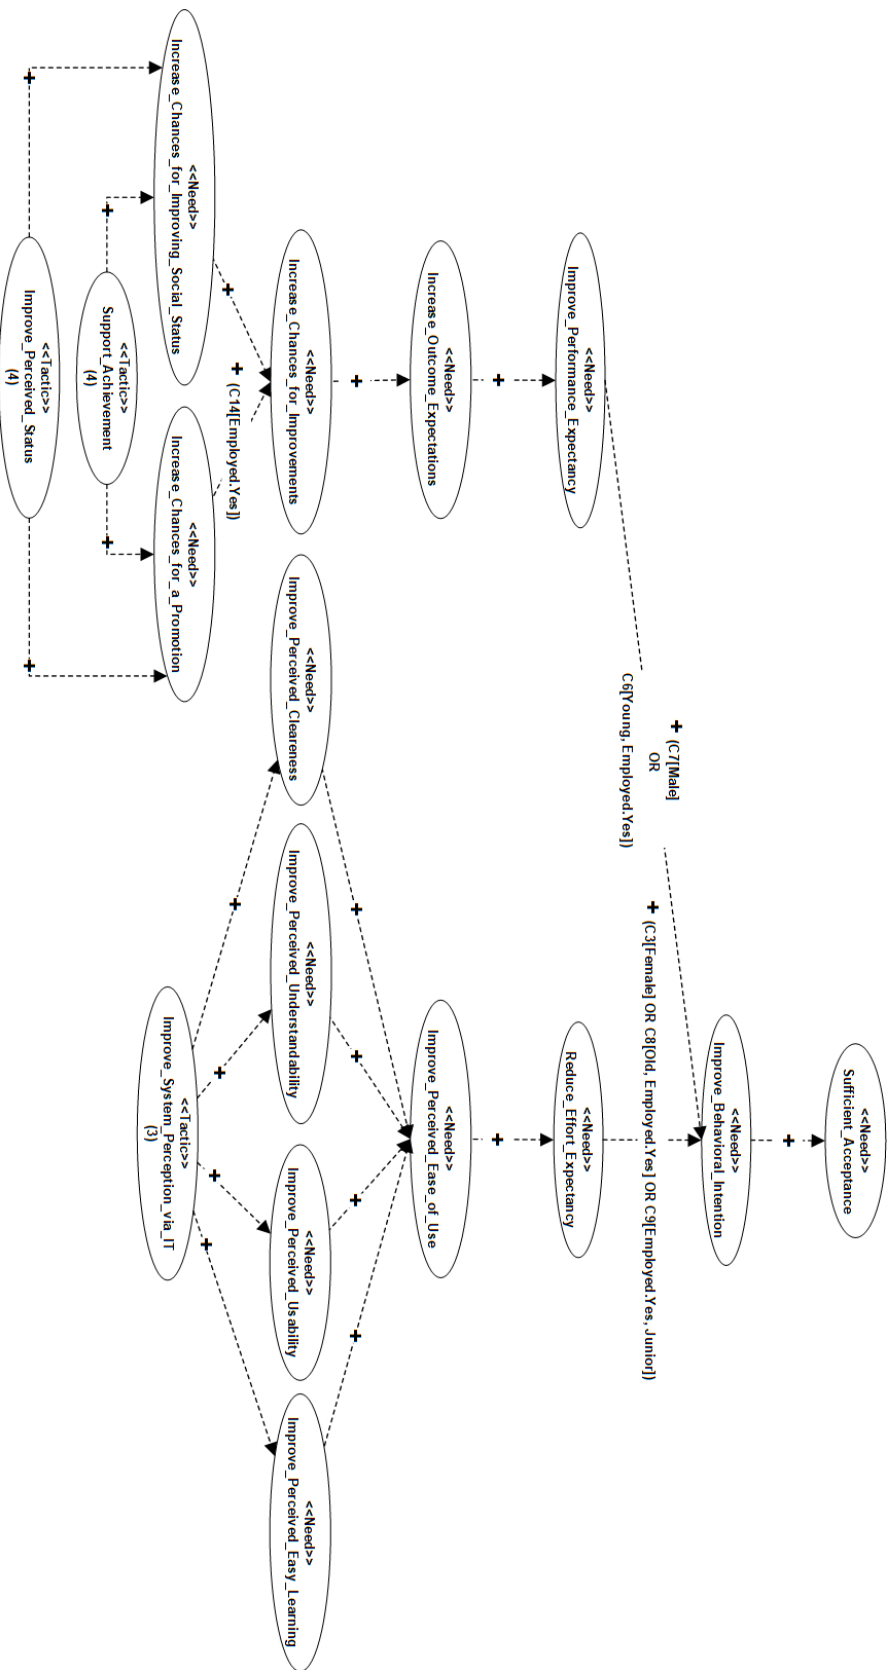 <<Need>>
Sufficient_Acceptance
+
<<Need>>
Improve_Behavioral_Intention
+ (C7[Male]
OR
C6[Young, Employed.Yes])
+ (C3[Female] OR C8[Old, Employed.Yes] OR C9[Employed.Yes, Junior])
<<Need>>
Improve_Performance_Expectancy
<<Need>>
Reduce_Effort_Expectancy
+
+
<<Need>>
Increase_Outcome_Expectations
<<Need>>
Improve_Perceived_Ease_of_Use
+
+
+
+
+
<<Need>>
Increase_Chances_for_Improvements
<<Need>>
Improve_Perceived_Cleareness
<<Need>>
Improve_Perceived_Understandability
<<Need>>
Improve_Perceived_Usability
<<Need>>
Improve_Perceived_Easy_Learning
+
+ (C14[Employed.Yes])
+
+
+
+
<<Need>>
Increase_Chances_for_Improving_Social_Status
<<Need>>
Increase_Chances_for_a_Promotion
<<Tactic>>
Improve_System_Perception_via_IT
(3)
+
+
<<Tactic>>
Support_Achievement
(4)
+
+
<<Tactic>>
Improve_Perceived_Status
(4)